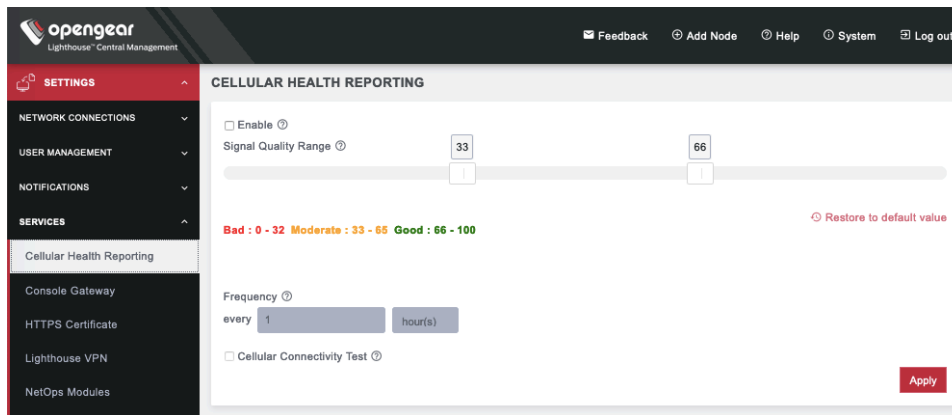 opengear
Lighthouse™ Central Management
Feedback
Add Node
Help
System
Log out
SETTINGS
NETWORK CONNECTIONS
USER MANAGEMENT
NOTIFICATIONS
SERVICES
Cellular Health Reporting
Console Gateway
HTTPS Certificate
Lighthouse VPN
NetOps Modules
CELLULAR HEALTH REPORTING
Enable
Signal Quality Range
33
66
Restore to default value
Bad : 0 - 32 Moderate : 33 - 65 Good : 66 - 100
Frequency
every 1 hour(s)
Cellular Connectivity Test
Apply